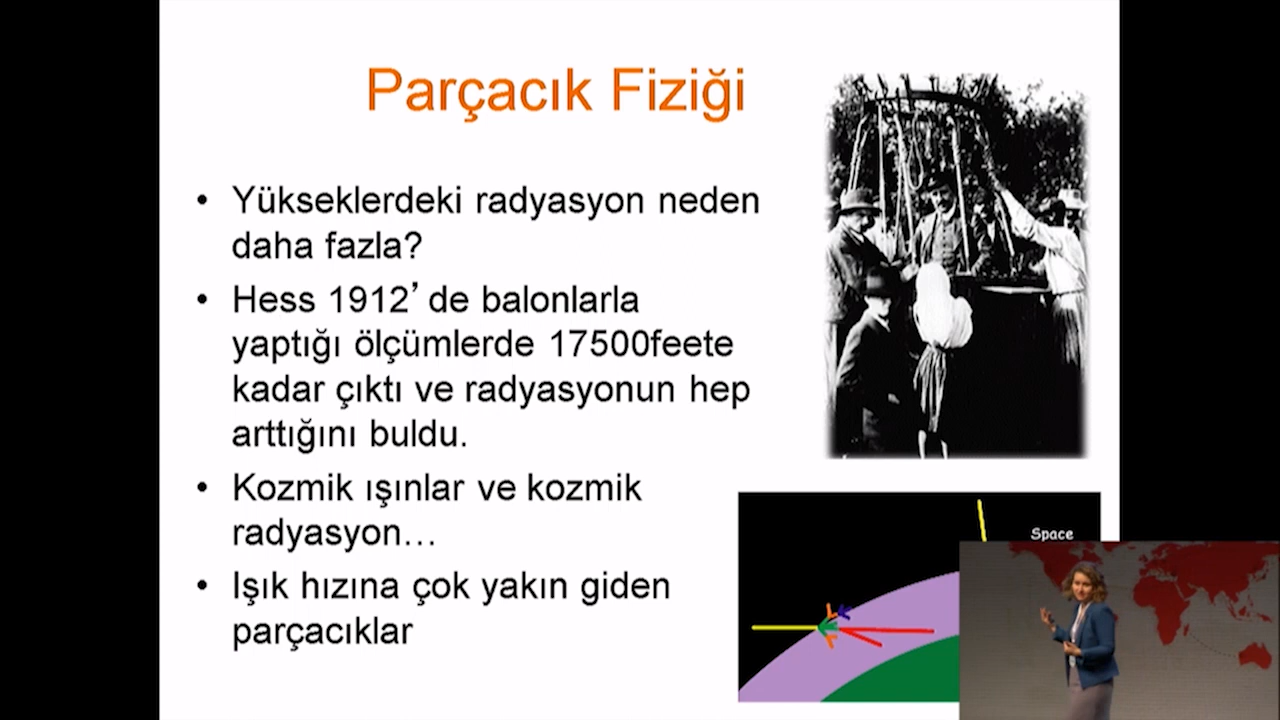 Parçacık Fiziği
• Yükseklerdeki radyasyon neden
daha fazla?
• Hess 1912’ de balonlarla
yaptığı ölçümlerde 17500feete
kadar çıktı ve radyasyonun hep
arttığını buldu.
• Kozmik ışınlar ve kozmik
radyasyon…
• Işık hızına çok yakın giden
parçacıklar
Space